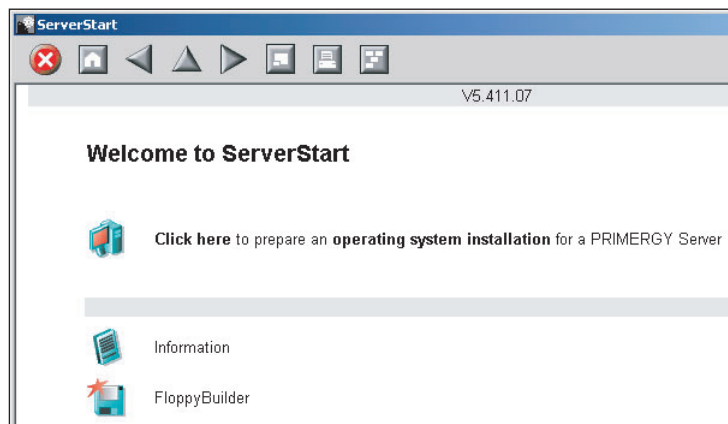 ServerStart
V5.411.07
Welcome to ServerStart
Click here to prepare an operating system installation for a PRIMERGY Server
Information
FloppyBuilder